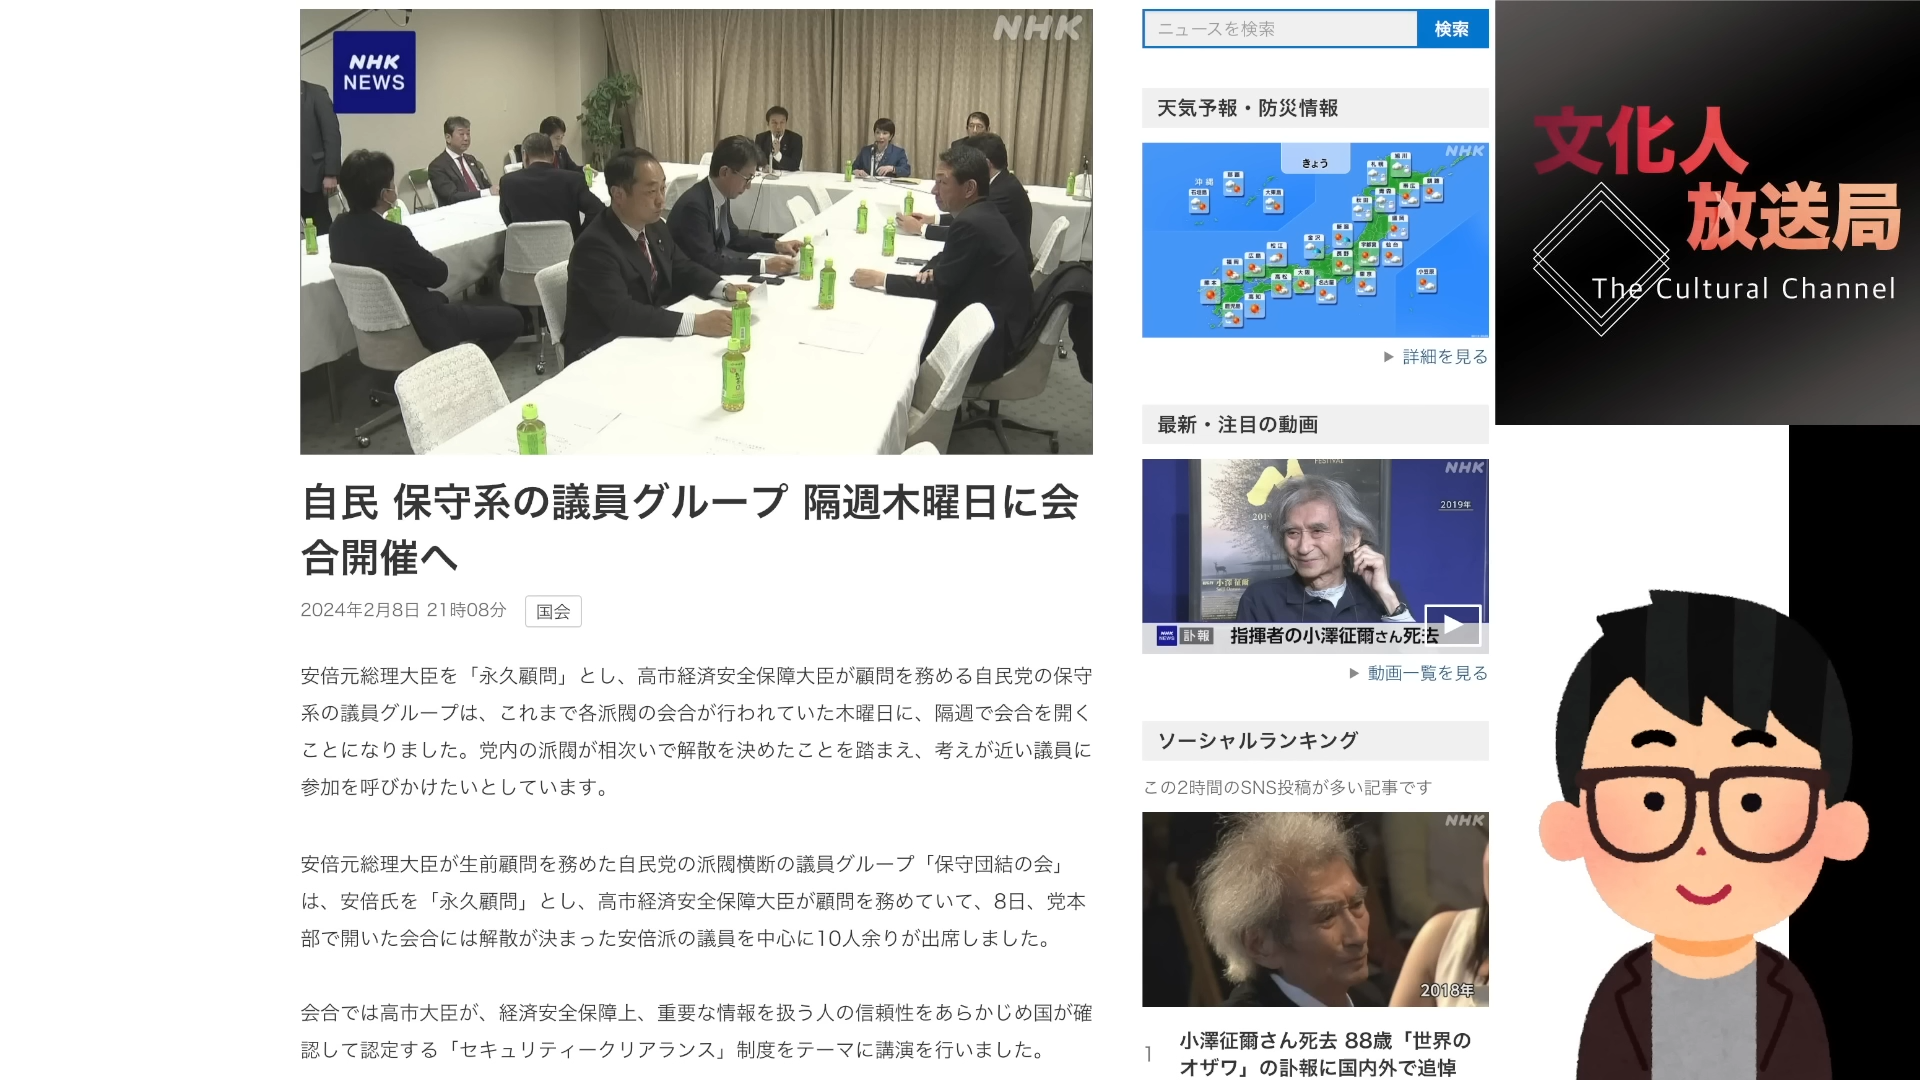 NHK
NHK
NEWS
自民 保守系の議員グループ 隔週木曜日に会
合開催へ
2024年2月8日 21時08分
国会
安倍元総理大臣を「永久顧問」とし、高市経済安全保障大臣が顧問を務める自民党の保守
系の議員グループは、これまで各派閥の会合が行われていた木曜日に、隔週で会合を開く
ことになりました。党内の派閥が相次いで解散を決めたことを踏まえ、考えが近い議員に
参加を呼びかけたいとしています。
安倍元総理大臣が生前顧問を務めた自民党の派閥横断の議員グループ「保守団結の会」
は、安倍氏を「永久顧問」とし、高市経済安全保障大臣が顧問を務めていて、8日、党本
部で開いた会合には解散が決まった安倍派の議員を中心に10人余りが出席しました。
会合では高市大臣が、経済安全保障上、重要な情報を扱う人の信頼性をあらかじめ国が確
認して認定する「セキュリティークリアランス」制度をテーマに講演を行いました。
ニュースを検索
検索
天気予報・防災情報
NHK
きょう
沖縄
詳細を見る
最新・注目の動画
NHK
FESTIVAL
2019年
小澤征爾
NHK
NEWS
訃報
指揮者の小澤征爾さん死去
動画一覧を見る
ソーシャルランキング
この2時間のSNS投稿が多い記事です
NHK
2018年
1
小澤征爾さん死去 88歳「世界の
オザワ」の訃報に国内外で追悼
文化人
放送局
The Cultural Channel